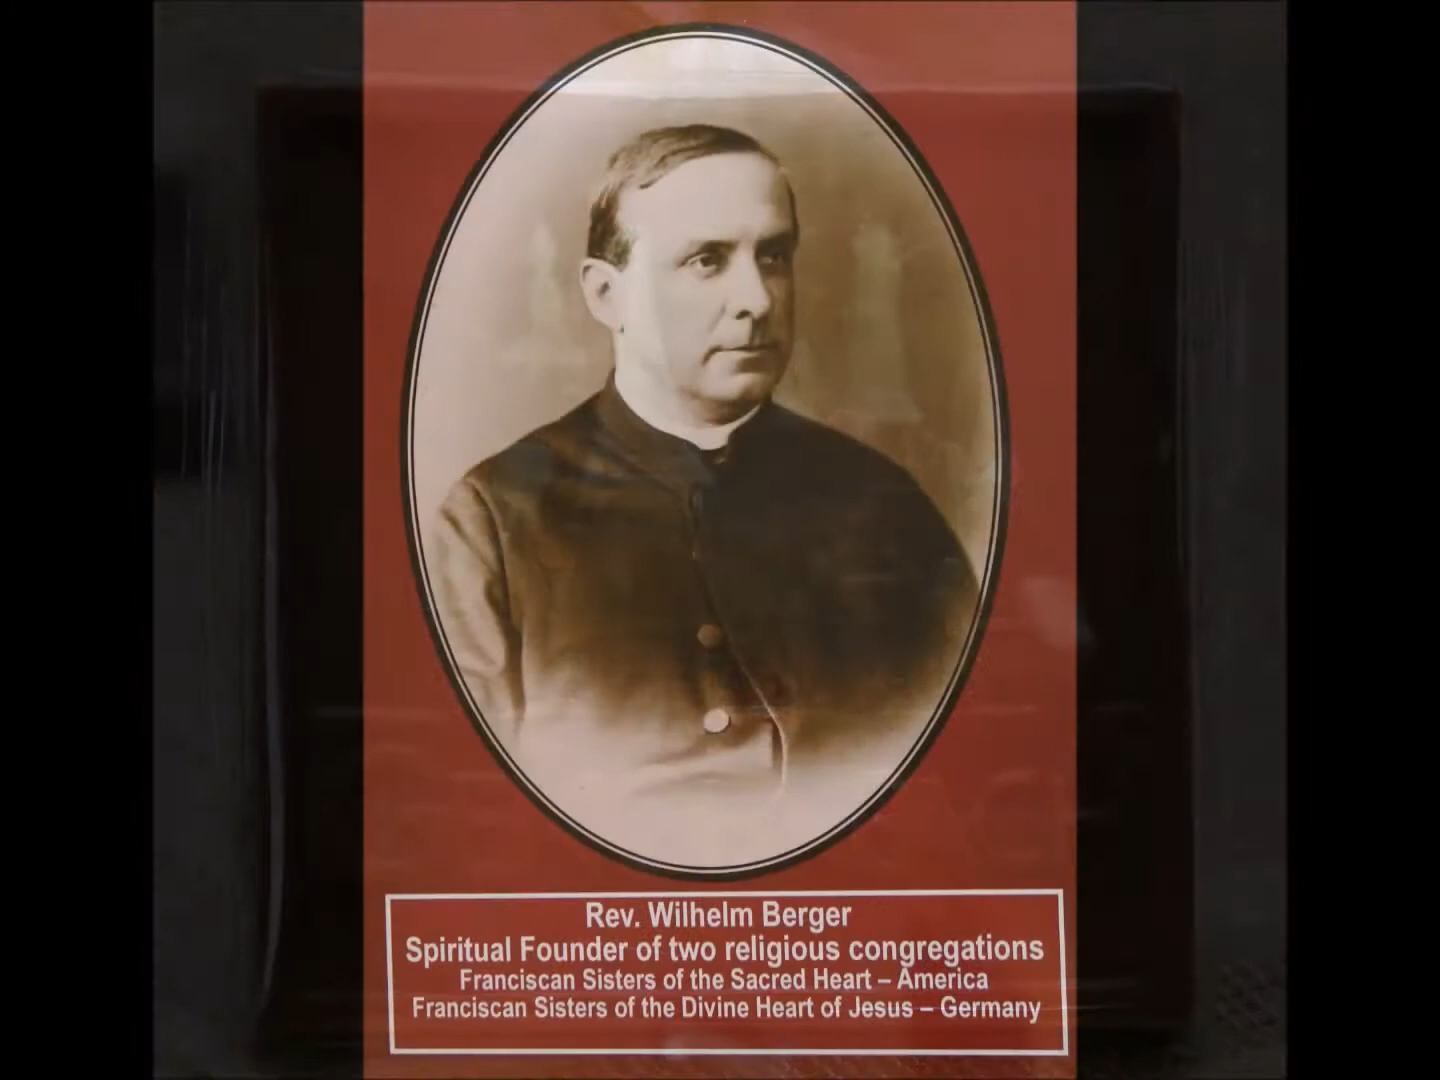 Rev. Wilhelm Berger
Spiritual Founder of two religious congregations
Franciscan Sisters of the Sacred Heart – America
Franciscan Sisters of the Divine Heart of Jesus – Germany